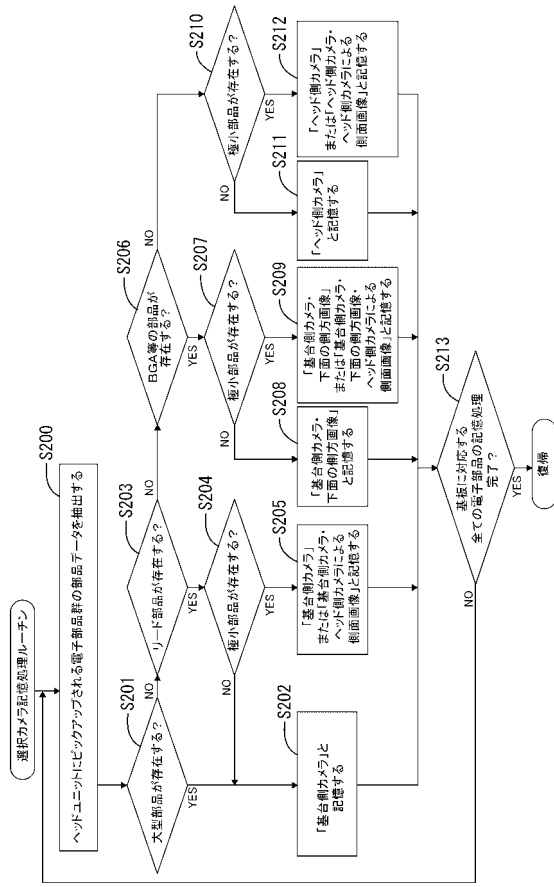 選択カメラ記憶処理ルーチン
S200
ヘッドユニットにピックアップされる電子部品群の部品データを抽出する
S201
大型部品が存在する？
NO
YES
S202
「基台側カメラ」と
記憶する
S203
リード部品が存在する？
NO
YES
S204
極小部品が存在する？
NO
YES
S205
「基台側カメラ」
または「基台側カメラ・
ヘッド側カメラによる
側面画像」と記憶する
S206
BGA等の部品が
存在する？
NO
YES
S207
極小部品が存在する？
NO
YES
S208
「基台側カメラ・
下面の側方画像」
と記憶する
S209
「基台側カメラ・
下面の側方画像」
または「基台側カメラ・
下面の側方画像・
ヘッド側カメラによる
側面画像」と記憶する
S210
極小部品が存在する？
NO
YES
S211
「ヘッド側カメラ」
と記憶する
S212
「ヘッド側カメラ」
または「ヘッド側カメラ・
ヘッド側カメラによる
側面画像」と記憶する
S213
基板に対応する
全ての電子部品の記憶処理
完了？
NO
YES
復帰